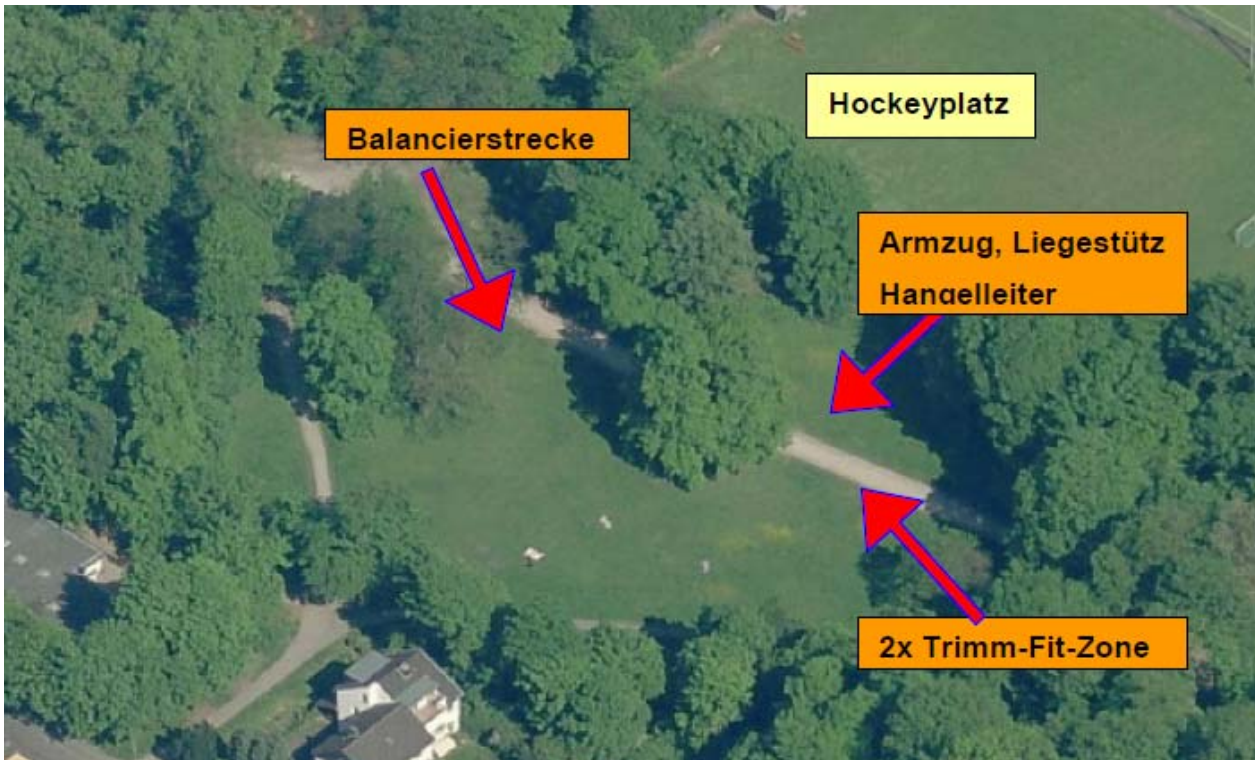 Hockeyplatz
Balancierstrecke
Armzug, Liegestütz
Hangelleiter
2x Trimm-Fit-Zone